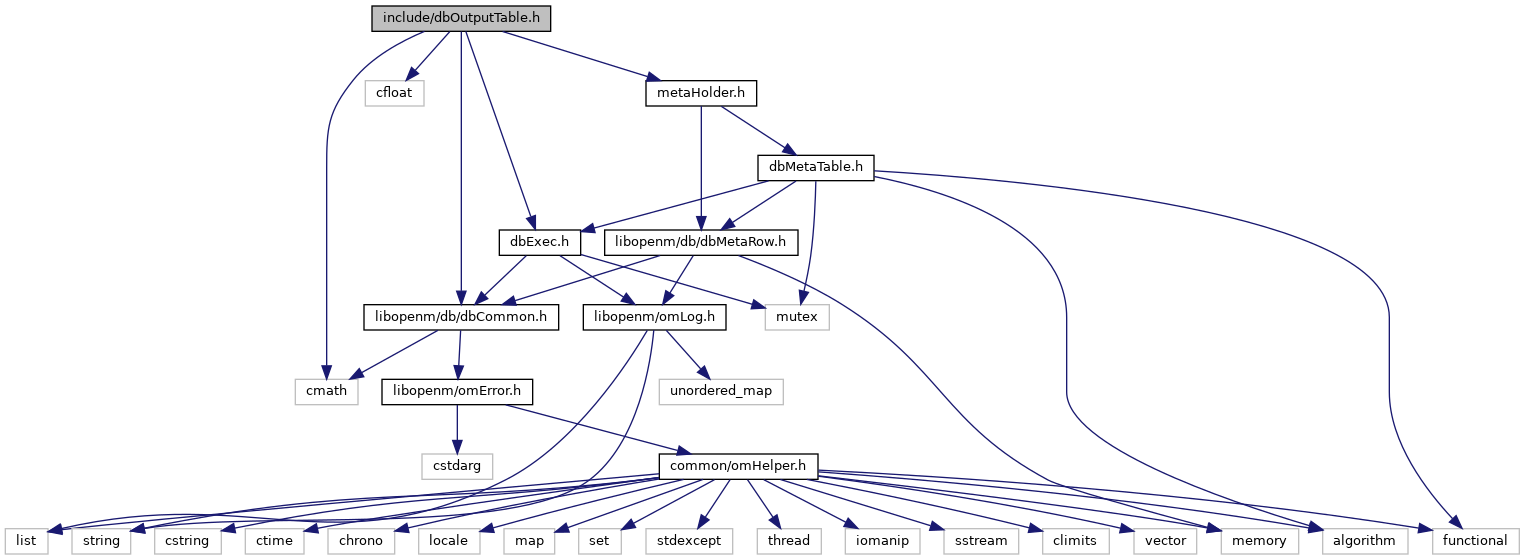 include/dbOutputTable.h
cfloat
metaHolder.h
dbMetaTable.h
dbExec.h
libopenm/db/dbMetaRow.h
libopenm/db/dbCommon.h
libopenm/omLog.h
mutex
cmath
libopenm/omError.h
unordered_map
cstdarg
common/omHelper.h
list
string
cstring
ctime
chrono
locale
map
set
stdexcept
thread
iomanip
sstream
climits
vector
memory
algorithm
functional